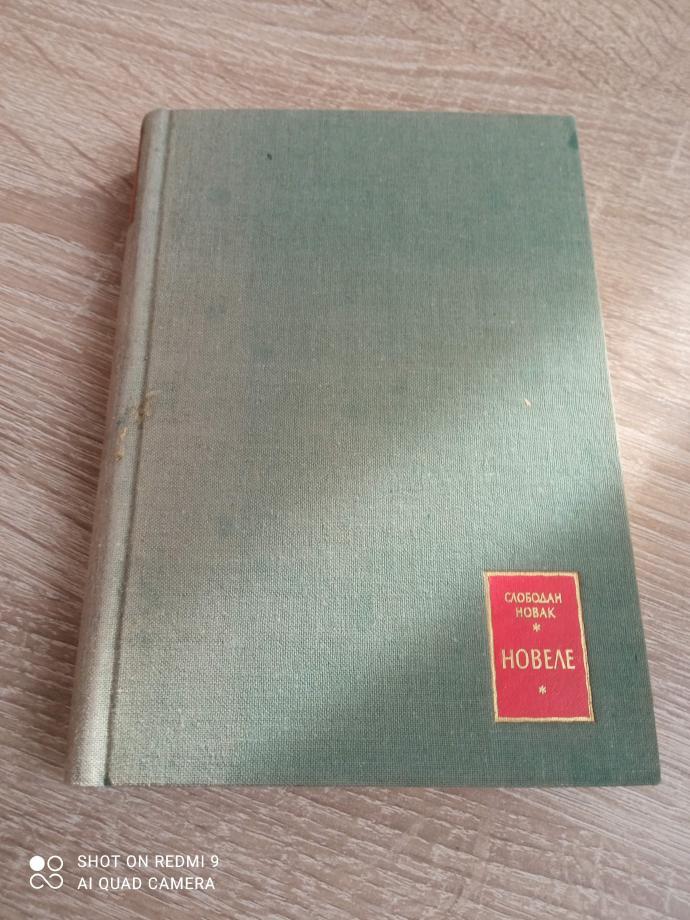 СЛОБОДАН
НОВАК
*
НОВЕЛЕ
*
SHOT ON REDMI 9
AI QUAD CAMERA